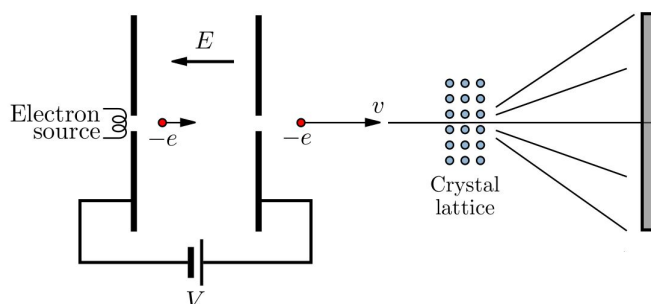 E
Electron
source
−e
−e
v
Crystal
lattice
V